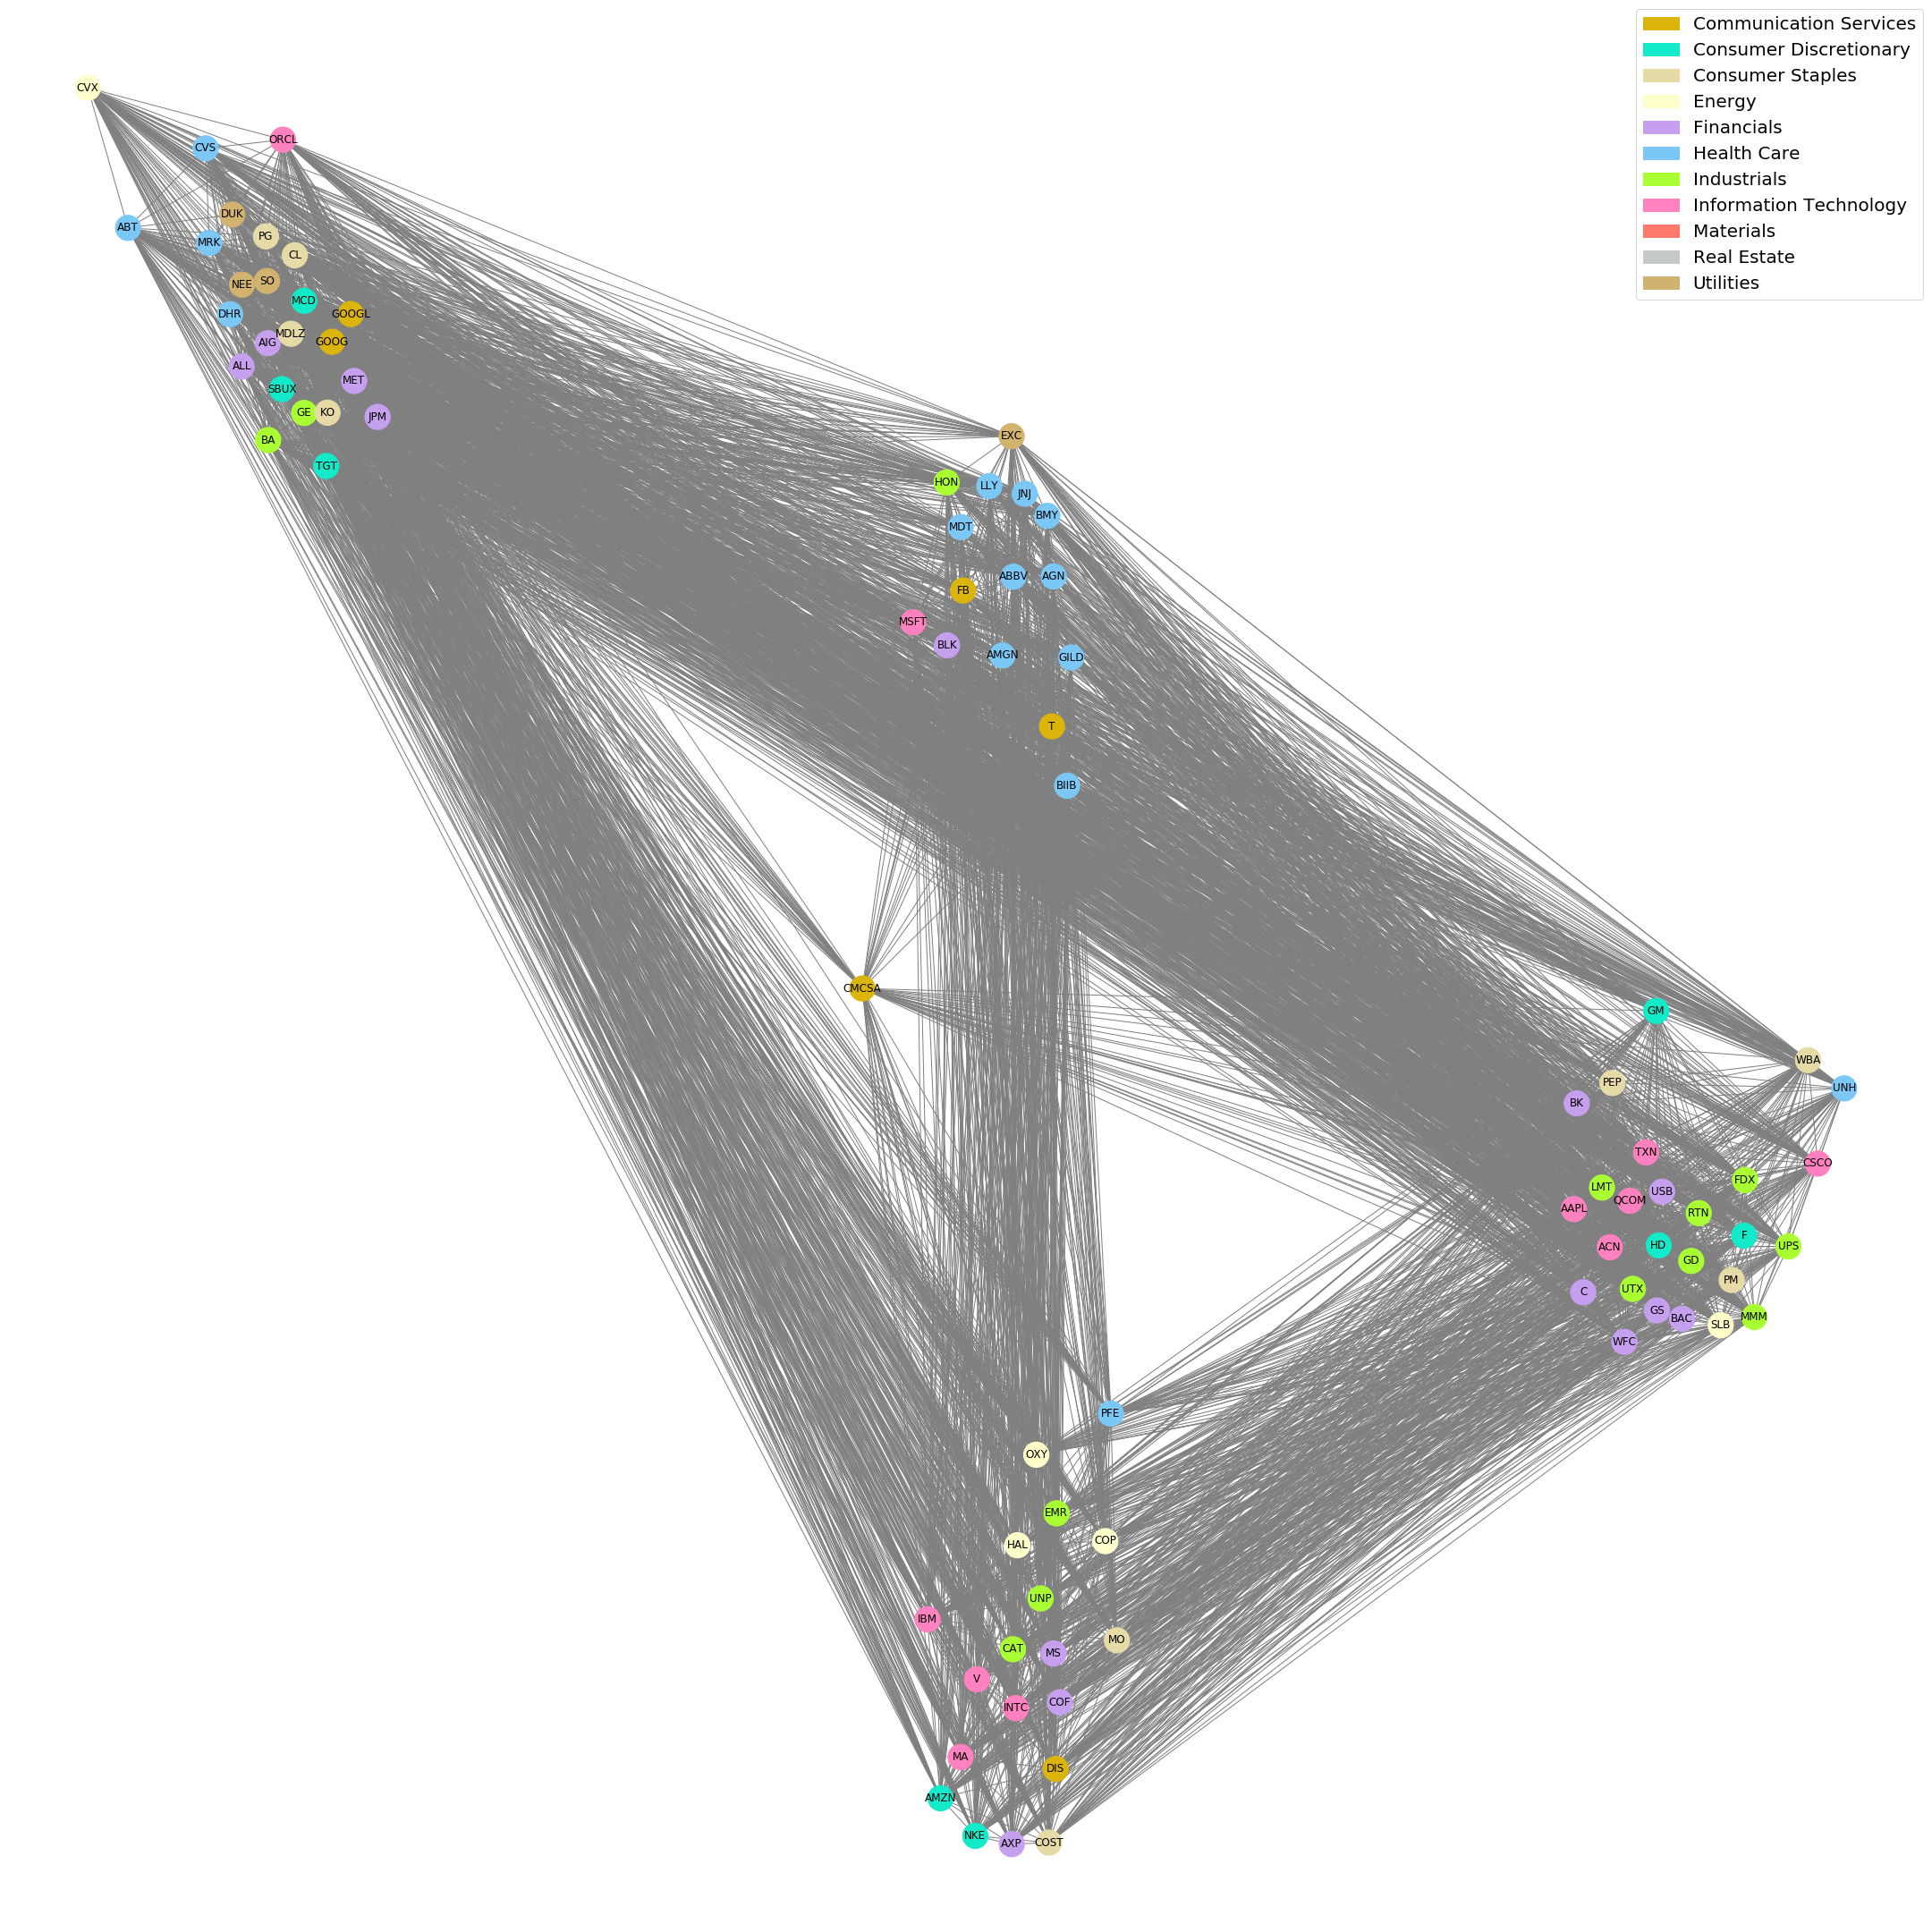 Communication Services
Consumer Discretionary
Consumer Staples
Energy
Financials
Health Care
Industrials
Information Technology
Materials
Real Estate
Utilities
CVX
ORCL
CVS
DUK
ABT
PG
MRK
CL
SO
NEE
MCD
DHR
GOOGL
MDLZ
GOOG
AIG
ALL
MET
SBUX
GE
KO
JPM
BA
TGT
EXC
HON
LLY
JNJ
BMY
MDT
ABBV
AGN
FB
MSFT
BLK
AMGN
GILD
T
BIIB
CMCSA
GM
WBA
PEP
UNH
BK
TXN
CSCO
FDX
LMT
USB
QCOM
AAPL
RTN
F
HD
ACN
UPS
GD
PM
UTX
C
GS
BAC
MMM
SLB
WFC
PFE
OXY
EMR
COP
HAL
UNP
IBM
MO
CAT
MS
V
COF
INTC
MA
DIS
AMZN
NKE
AXP
COST